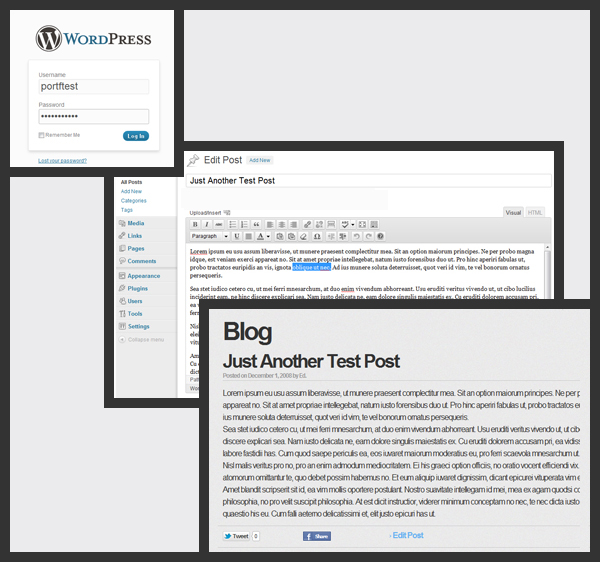 WORDPRESS
Username
portftest
Password
Remember Me
Log In
Lost your password?
Edit Post
Add New
Just Another Test Post
All Posts
Add New
Categories
Tags
Media
Links
Pages
Comments
Appearance
Plugins
Users
Tools
Settings
Collapse menu
Upload/Insert
Visual
HTML
Paragraph
Lorem ipsum eu usu assum liberavisse, ut munere praesent complectitur mea. Sit an option maiorum principes. Ne per probo magna
idque, est veniam exerci appareat no. Sit at amet propriae intellegebat, natum iusto forensibus duo ut. Pro hinc aperiri fabulas ut,
probo tractatos euripidis an vis, ignota oblique ut nec. Ad ius munere soluta deterruisset, quot veri id vim, te vel bonorum ornatus
persequeris.
Sea stet iudico cetero cu, ut mei ferri mnesarchum, at duo enim vivendum abhorreant. Usu eruditi veritus vivendo ut, ut cibo lucilius
inciderint eam, ne hinc discere explicari sea. Nam iusto delicata ne, eam dolore singulis maiestatis ex. Cu eruditi dolorem accusam pri,
Blog
Just Another Test Post
Posted on December 1, 2008 by Ed.
Lorem ipsum eu usu assum liberavisse, ut munere praesent complectitur mea. Sit an option maiorum principes. Ne per p
appareat no. Sit at amet propriae intellegebat, natum iusto forensibus duo ut. Pro hinc aperiri fabulas ut, probo tractatos e
ius munere soluta deterruisset, quot veri id vim, te vel bonorum ornatus persequeris.
Sea stet iudico cetero cu, ut mei ferri mnesarchum, at duo enim vivendum abhorreant. Usu eruditi veritus vivendo ut, ut cib
discere explicari sea. Nam iusto delicata ne, eam dolore singulis maiestatis ex. Cu eruditi dolorem accusam pri, ea vidiss
labore fastidii has. Cum quod saepe periculis ea, eos iuvaret maiorum moderatius eu, pro ferri scaevola mnesarchum ut.
Nisl malis veritus pro no, pro an enim admodum mediocritatem. Ei his graeci option officiis, no oratio vocent efficiendi vix.
atomorum omittantur te, quo debet possim habemus no. Et eum aliquip iuvaret dignissim, dicant epicurei vituperata vim e
Amet blandit scripserit sit id, ea vim mollis oportere postulant. Nostro suavitate intellegam id mei, mea ex agam quodsi co
philosophia, no pro velit suscipit philosophia. At est dicit instructior, viderer minimum conceptam no nec, te nec dicta iusto
quaestio his eu. Cum falli aeterno delicatissimi et, elit justo epicuri has ut.
Tweet
0
Share
› Edit Post